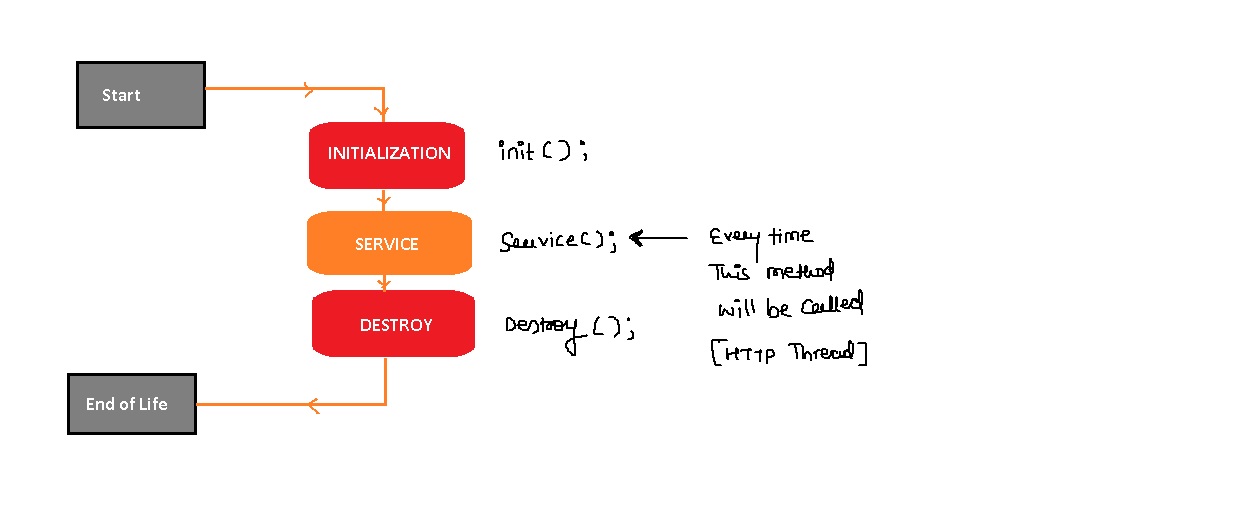 Start
INITIALIZATION
init();
SERVICE
Service();
Every time
This method
will be called
[HTTP Thread]
DESTROY
Destroy();
End of Life